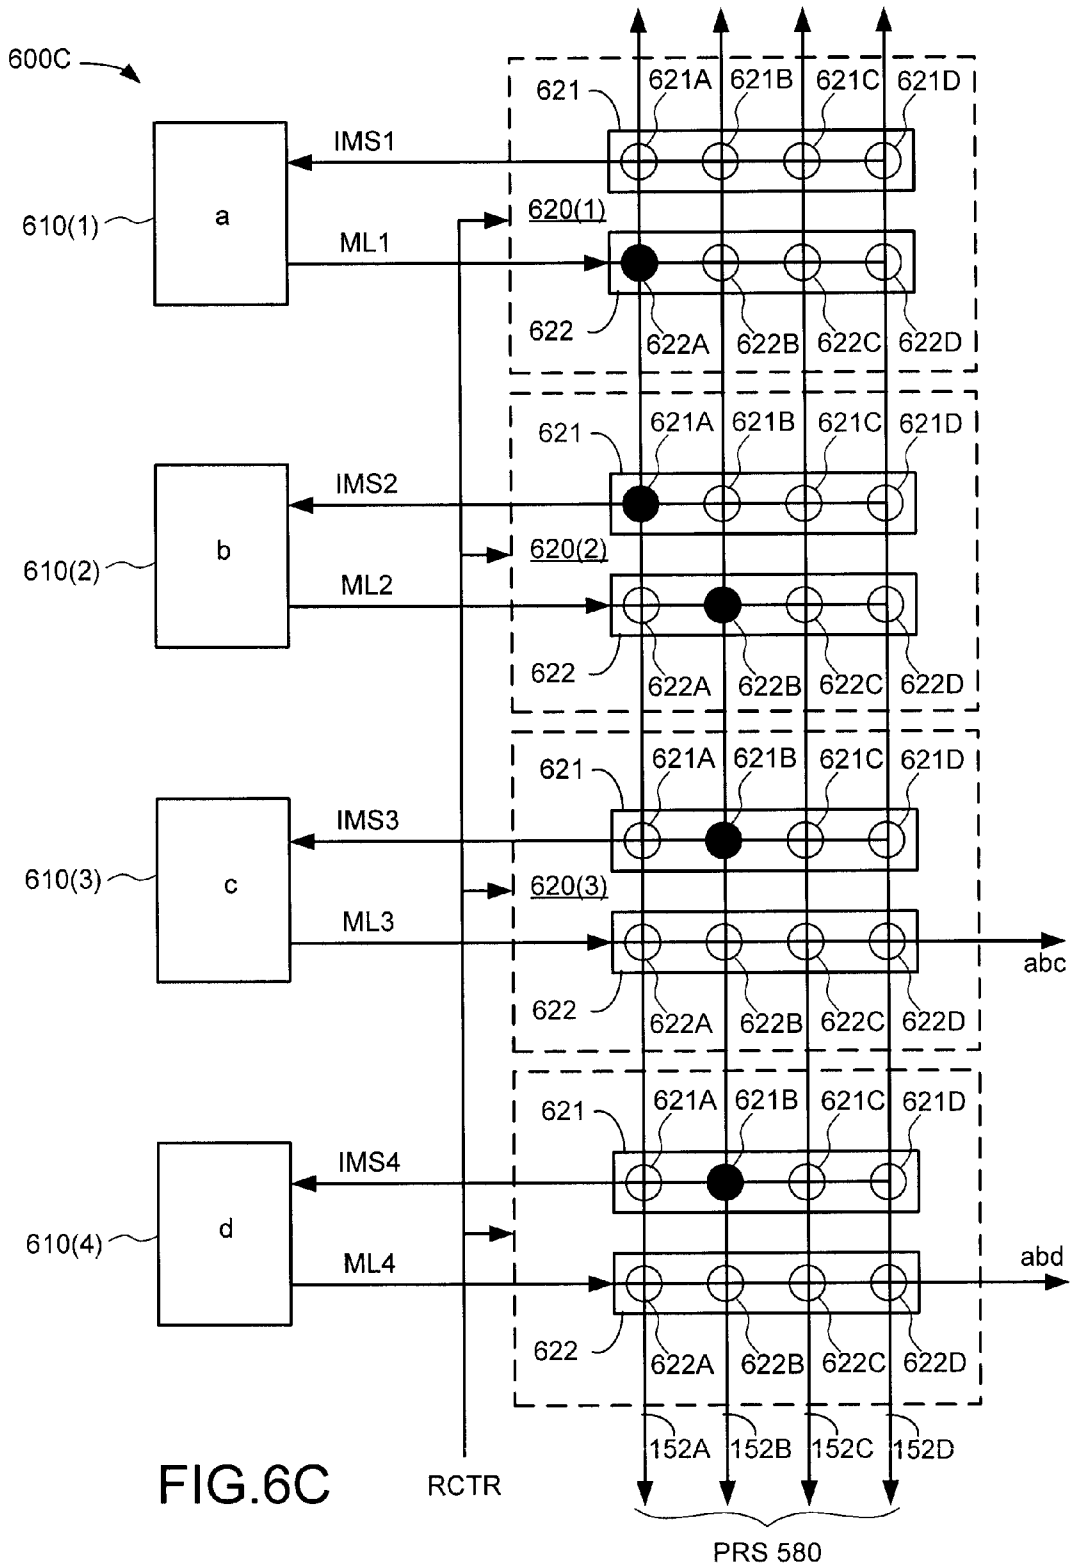 600C
621A 621B 621C 621D
621
IMS1
a
610(1)
620(1)
ML1
622
622A 622B 622C 622D
621A 621B 621C 621D
621
IMS2
b
610(2)
620(2)
ML2
622
622A 622B 622C 622D
621A 621B 621C 621D
621
IMS3
c
610(3)
620(3)
ML3
abc
622
622A 622B 622C 622D
621A 621B 621C 621D
621
IMS4
d
610(4)
ML4
abd
622
622A 622B 622C 622D
152A 152B 152C 152D
FIG.6C
RCTR
PRS 580